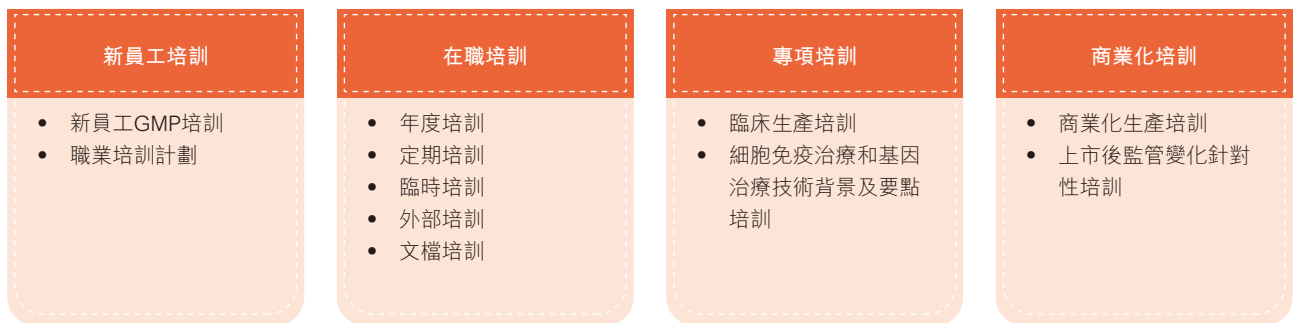 新員工培訓
• 新員工GMP培訓
• 職業培訓計劃
在職培訓
• 年度培訓
• 定期培訓
• 臨時培訓
• 外部培訓
• 文檔培訓
專項培訓
• 臨床生產培訓
• 細胞免疫治療和基因
治療技術背景及要點
培訓
商業化培訓
• 商業化生產培訓
• 上市後監管變化針對
性培訓